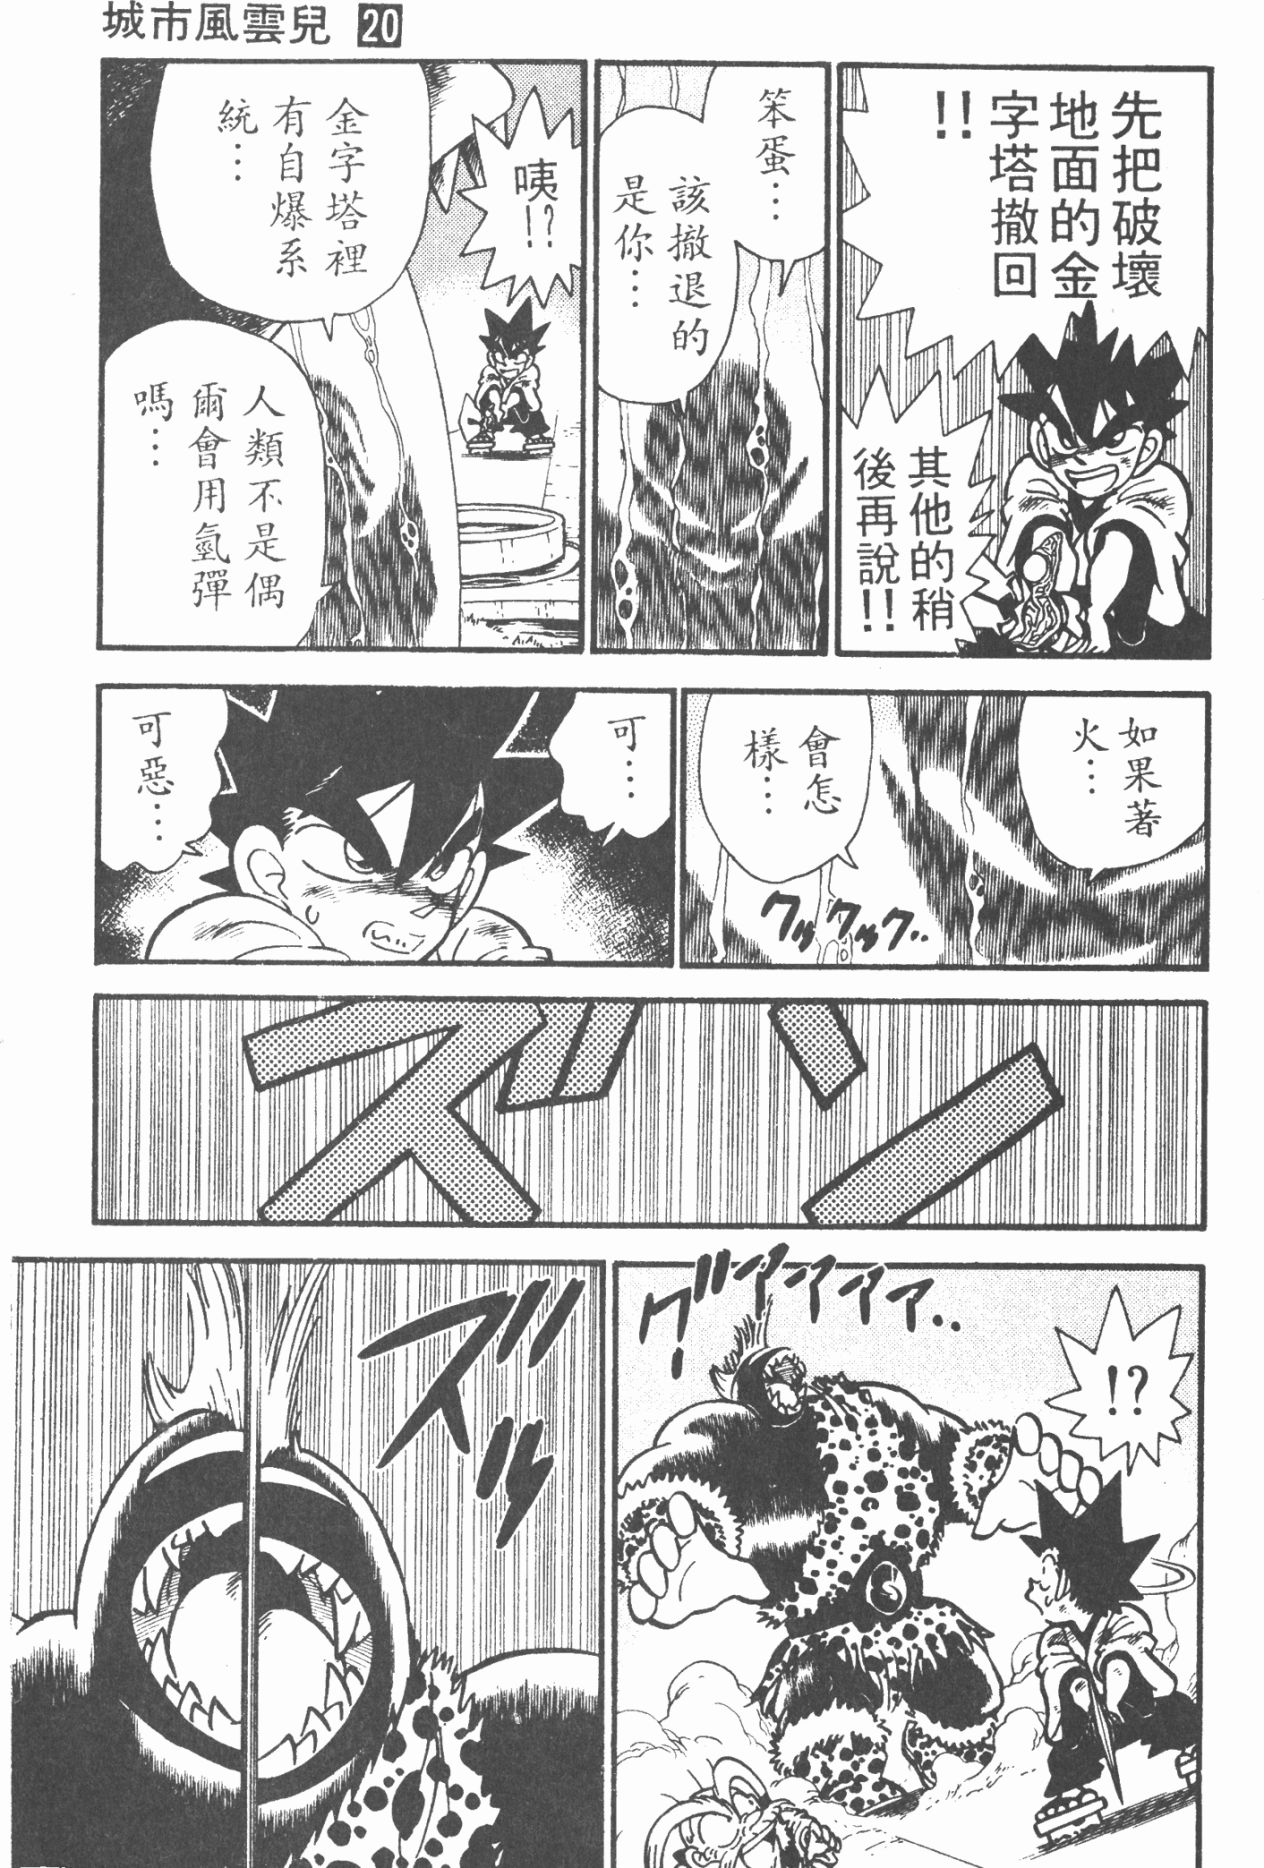 城市風雲兒 20
先把破壞
地面的金
字塔撤回
!!
其他的稍
後再說!!
笨蛋…
該撤退的
是你…
咦!?
金字塔裡
有自爆系
統…
人類不是偶
爾會用氫彈
嗎…
如果著
火…
會怎
樣…
クックックッ..
可…
可惡…
ズン
!?
グアアアア..
ズズッ